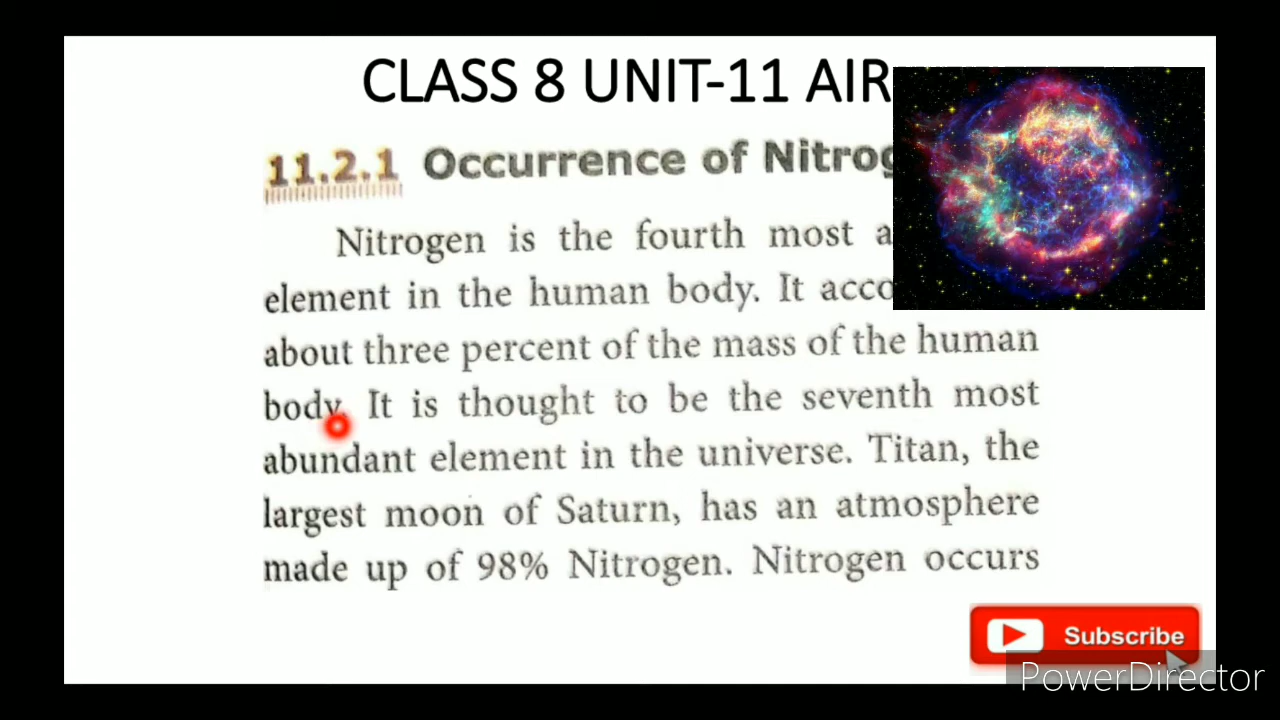 CLASS 8 UNIT-11 AIR
11.2.1 Occurrence of Nitrog
Nitrogen is the fourth most a
element in the human body. It acco
about three percent of the mass of the human
body. It is thought to be the seventh most
abundant element in the universe. Titan, the
largest moon of Saturn, has an atmosphere
made up of 98% Nitrogen. Nitrogen occurs
Subscribe
PowerDirector